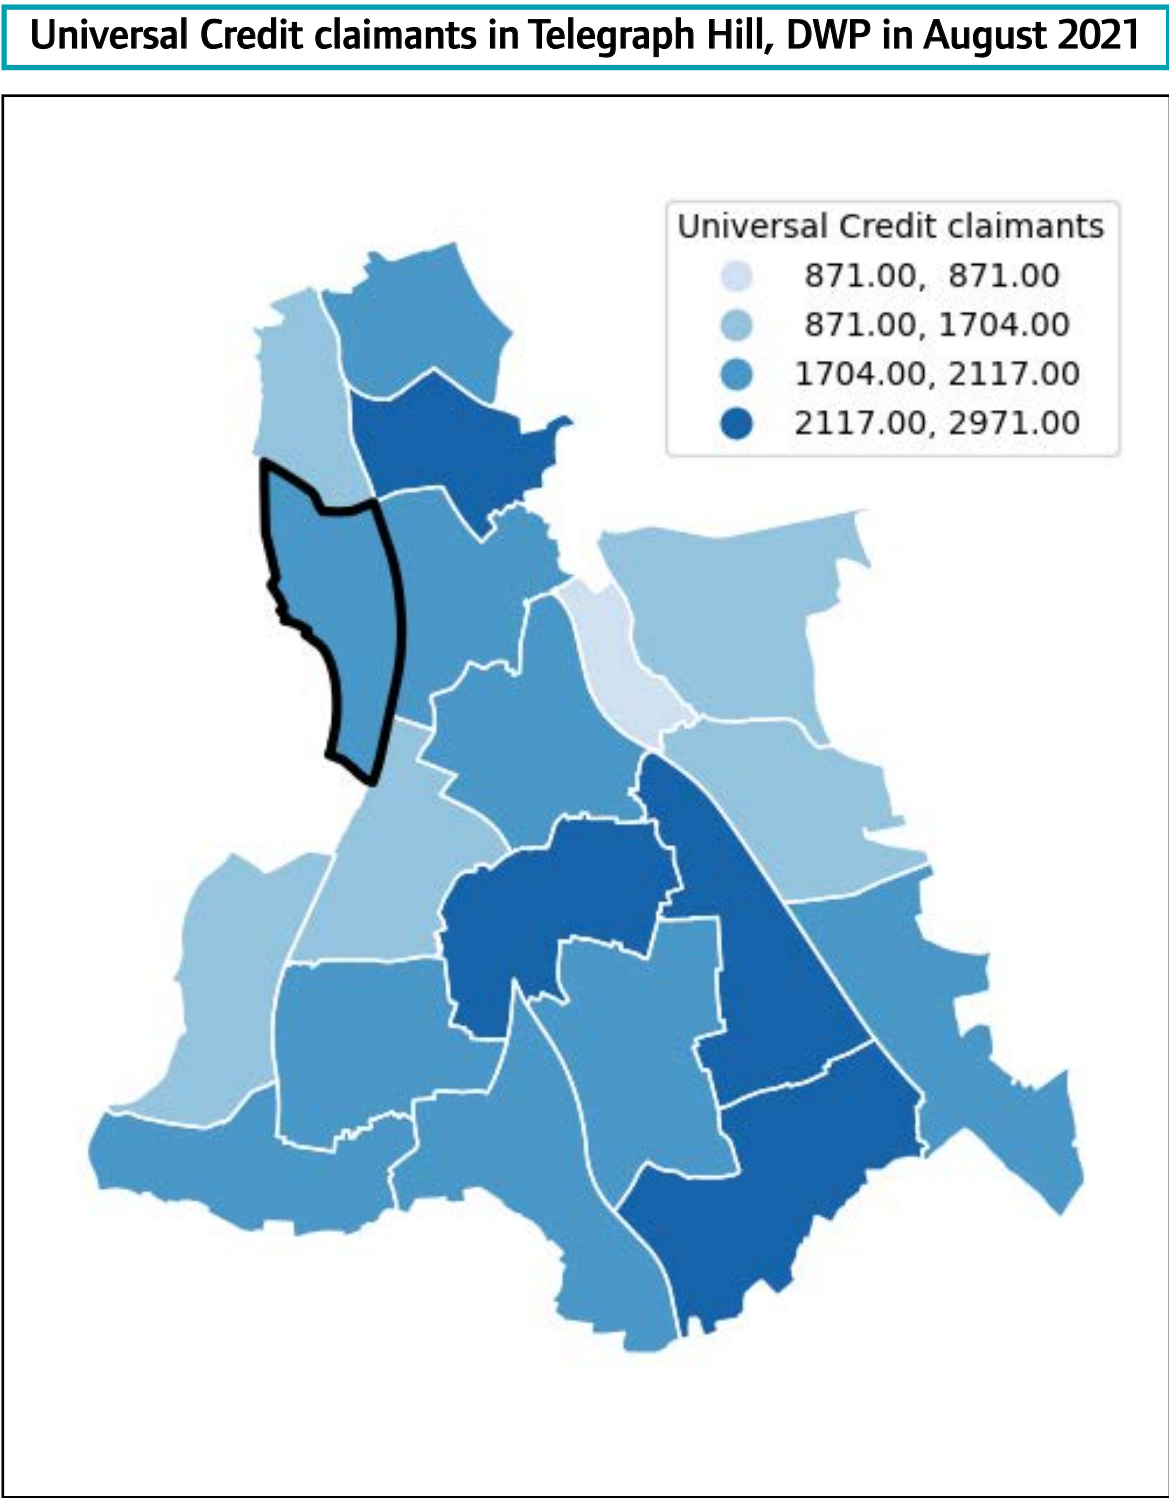 Universal Credit claimants in Telegraph Hill, DWP in August 2021
Universal Credit claimants
871.00, 871.00
871.00, 1704.00
1704.00, 2117.00
2117.00, 2971.00